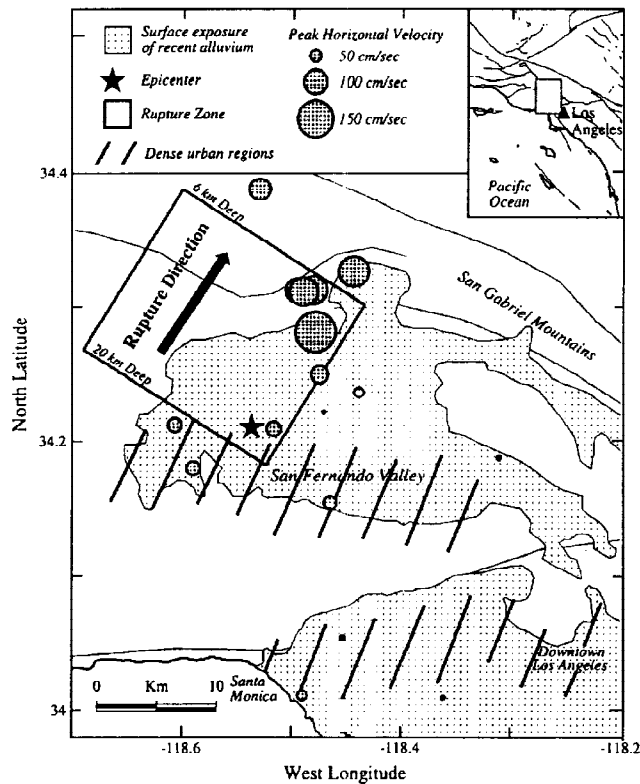 Surface exposure
of recent alluvium
Epicenter
Rupture Zone
Dense urban regions
Peak Horizontal Velocity
50 cm/sec
100 cm/sec
150 cm/sec
Los
Angeles
Pacific
Ocean
34.4
6 km Deep
Rupture Direction
20 km Deep
San Gabriel Mountains
North Latitude
34.2
San Fernando Valley
Downtown
Los Angeles
Santa
Monica
0 Km 10
34
-118.6
-118.4
-118.2
West Longitude